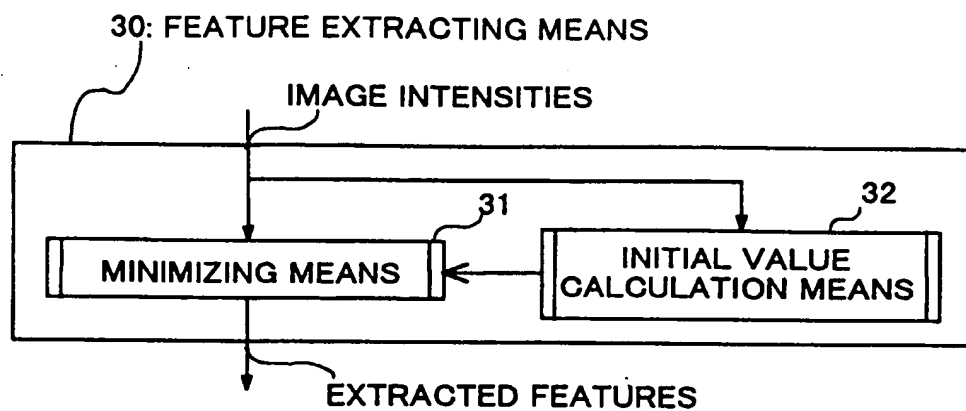 30: FEATURE EXTRACTING MEANS
IMAGE INTENSITIES
31
32
MINIMIZING MEANS
INITIAL VALUE
CALCULATION MEANS
EXTRACTED FEATURES